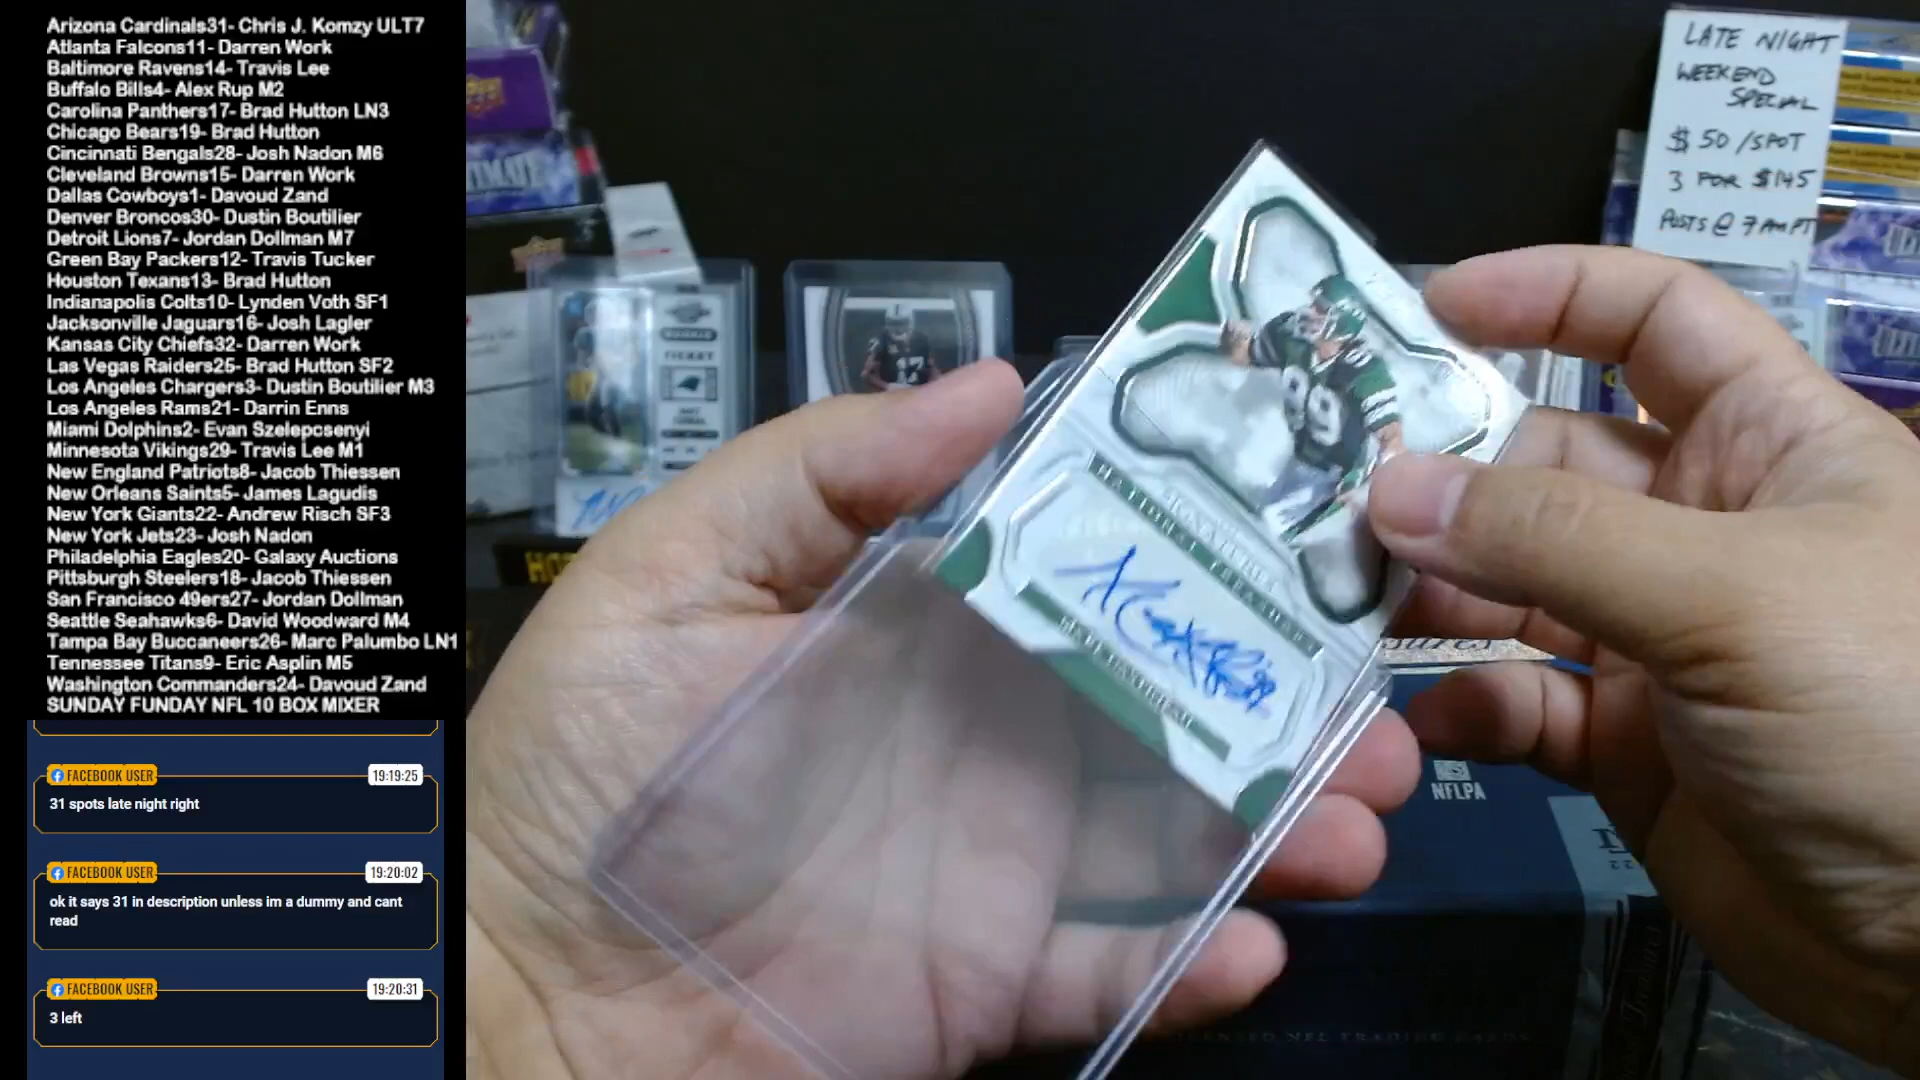 Arizona Cardinals31- Chris J. Komzy ULT7
Atlanta Falcons11- Darren Work
Baltimore Ravens14- Travis Lee
Buffalo Bills4- Alex Rup M2
Carolina Panthers17- Brad Hutton LN3
Chicago Bears19- Brad Hutton
Cincinnati Bengals28- Josh Nadon M6
Cleveland Browns15- Darren Work
Dallas Cowboys1- Davoud Zand
Denver Broncos30- Dustin Boutilier
Detroit Lions7- Jordan Dollman M7
Green Bay Packers12- Travis Tucker
Houston Texans13- Brad Hutton
Indianapolis Colts10- Lynden Voth SF1
Jacksonville Jaguars16- Josh Lagler
Kansas City Chiefs32- Darren Work
Las Vegas Raiders25- Brad Hutton SF2
Los Angeles Chargers3- Dustin Boutilier M3
Los Angeles Rams21- Darrin Enns
Miami Dolphins2- Evan Szelepcsenyi
Minnesota Vikings29- Travis Lee M1
New England Patriots8- Jacob Thiessen
New Orleans Saints5- James Lagudis
New York Giants22- Andrew Risch SF3
New York Jets23- Josh Nadon
Philadelphia Eagles20- Galaxy Auctions
Pittsburgh Steelers18- Jacob Thiessen
San Francisco 49ers27- Jordan Dollman
Seattle Seahawks6- David Woodward M4
Tampa Bay Buccaneers26- Marc Palumbo LN1
Tennessee Titans9- Eric Asplin M5
Washington Commanders24- Davoud Zand
SUNDAY FUNDAY NFL 10 BOX MIXER
FACEBOOK USER 19:19:25
31 spots late night right
FACEBOOK USER 19:20:02
ok it says 31 in description unless im a dummy and cant
read
FACEBOOK USER 19:20:31
3 left
LATE NIGHT
WEEKEND
SPECIAL
$50/SPOT
3 FOR $145
POSTS @ 7AM PT
TICKET
17
89
NATIONAL TREASURES
NFLPA